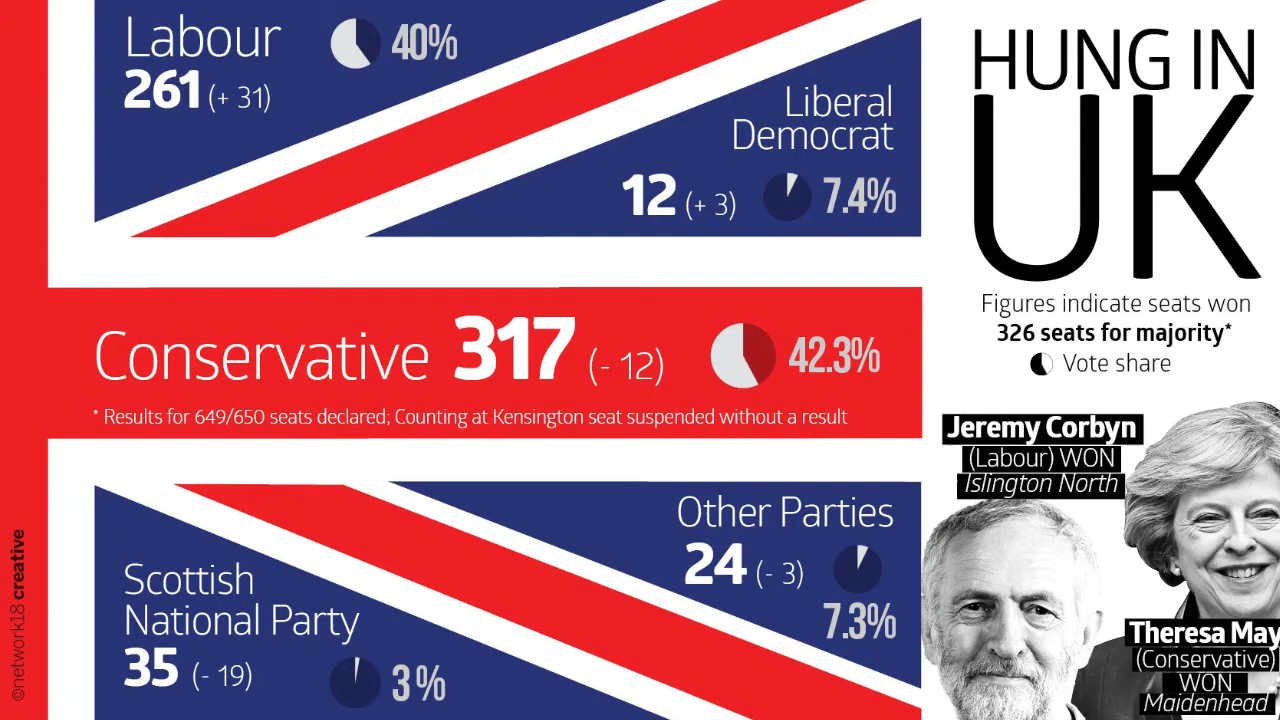 Labour
40%
261 (+ 31)
Liberal
Democrat
12 (+ 3)
7.4%
Conservative 317 (- 12)
42.3%
* Results for 649/650 seats declared; Counting at Kensington seat suspended without a result
Scottish
National Party
35 (- 19)
3%
Other Parties
24 (- 3)
7.3%
HUNG IN
UK
Figures indicate seats won
326 seats for majority*
Vote share
Jeremy Corbyn
(Labour) WON
Islington North
Theresa May
(Conservative)
WON
Maidenhead
©network18 creative